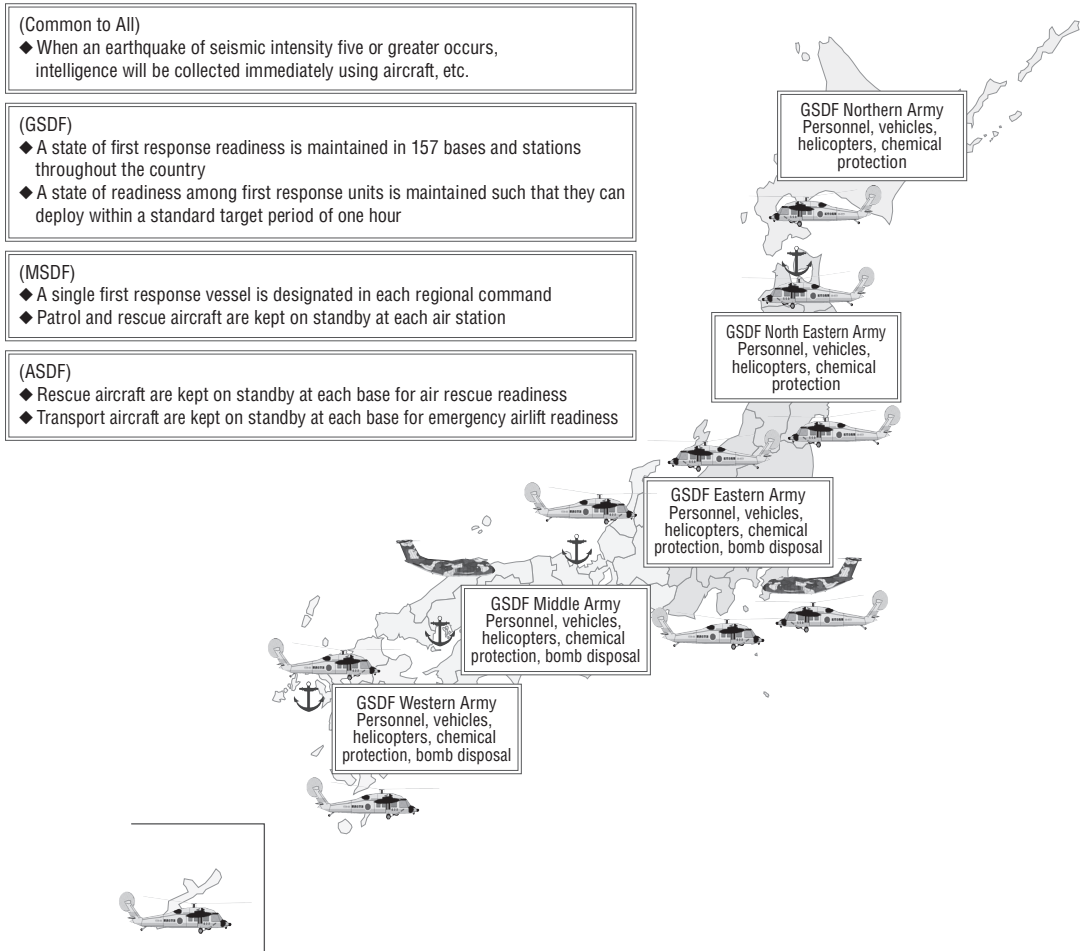 (Common to All)
◆ When an earthquake of seismic intensity five or greater occurs,
intelligence will be collected immediately using aircraft, etc.
(GSDF)
◆ A state of first response readiness is maintained in 157 bases and stations
throughout the country
◆ A state of readiness among first response units is maintained such that they can
deploy within a standard target period of one hour
(MSDF)
◆ A single first response vessel is designated in each regional command
◆ Patrol and rescue aircraft are kept on standby at each air station
(ASDF)
◆ Rescue aircraft are kept on standby at each base for air rescue readiness
◆ Transport aircraft are kept on standby at each base for emergency airlift readiness
GSDF Northern Army
Personnel, vehicles,
helicopters, chemical
protection
GSDF North Eastern Army
Personnel, vehicles,
helicopters, chemical
protection
GSDF Eastern Army
Personnel, vehicles,
helicopters, chemical
protection, bomb disposal
GSDF Middle Army
Personnel, vehicles,
helicopters, chemical
protection, bomb disposal
GSDF Western Army
Personnel, vehicles,
helicopters, chemical
protection, bomb disposal